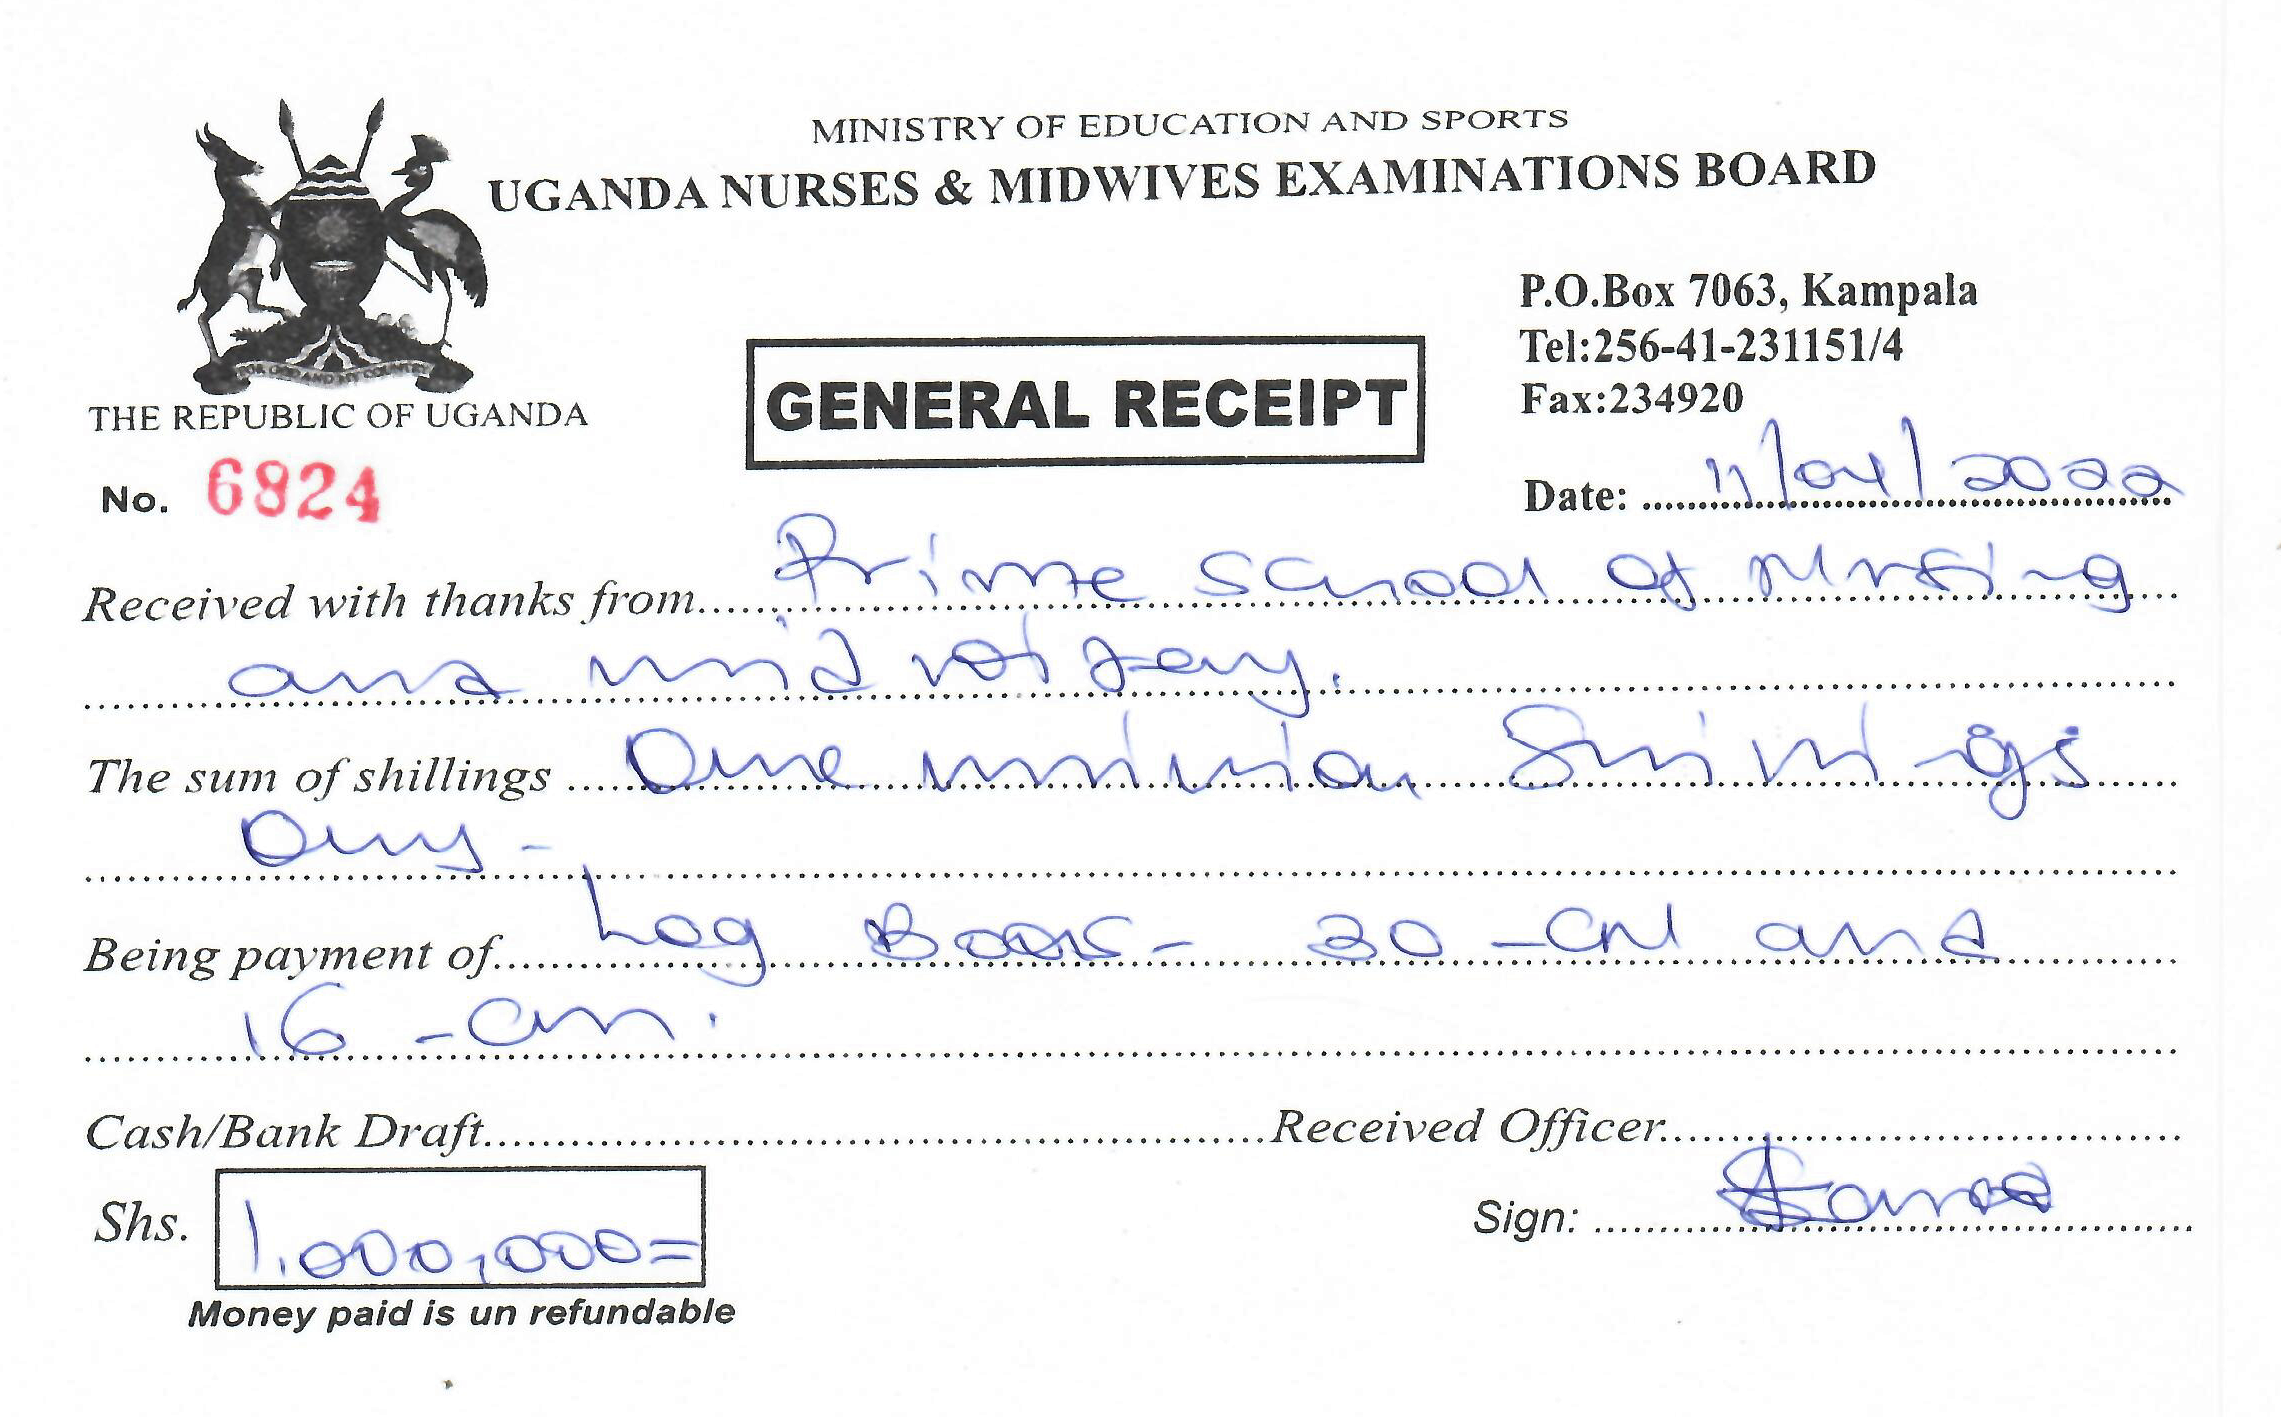 MINISTRY OF EDUCATION AND SPORTS
UGANDA NURSES & MIDWIVES EXAMINATIONS BOARD
P.O.Box 7063, Kampala
Tel:256-41-231151/4
Fax:234920
FOR GOD AND MY COUNTRY
THE REPUBLIC OF UGANDA
GENERAL RECEIPT
No. 6824
Date: 11/04/2022
Received with thanks from Prime School of Nursing
and midwifery.
The sum of shillings One million Shillings
Only -
Being payment of Log Books - 30 - CN and
16 - CM.
Cash/Bank Draft Received Officer
Shs. 1,000,000=
Sign:
Money paid is un refundable